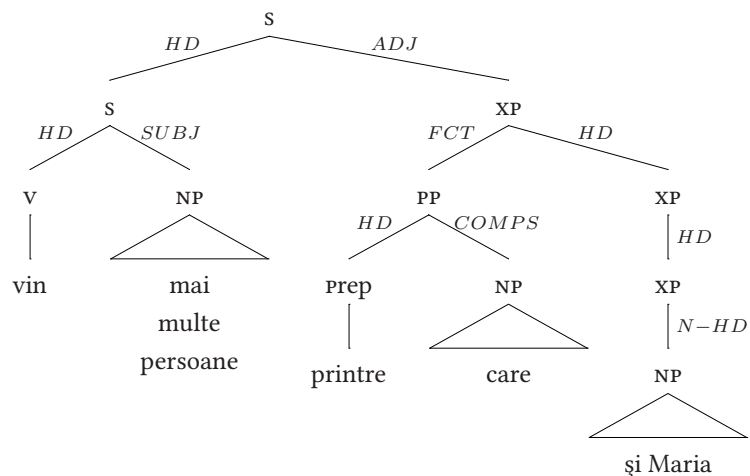 S
HD ADJ
S XP
HD SUBJ FCT HD
V NP PP XP
HD COMPS HD
vin mai Prep NP XP
multe
persoane N−HD
printre care NP
și Maria